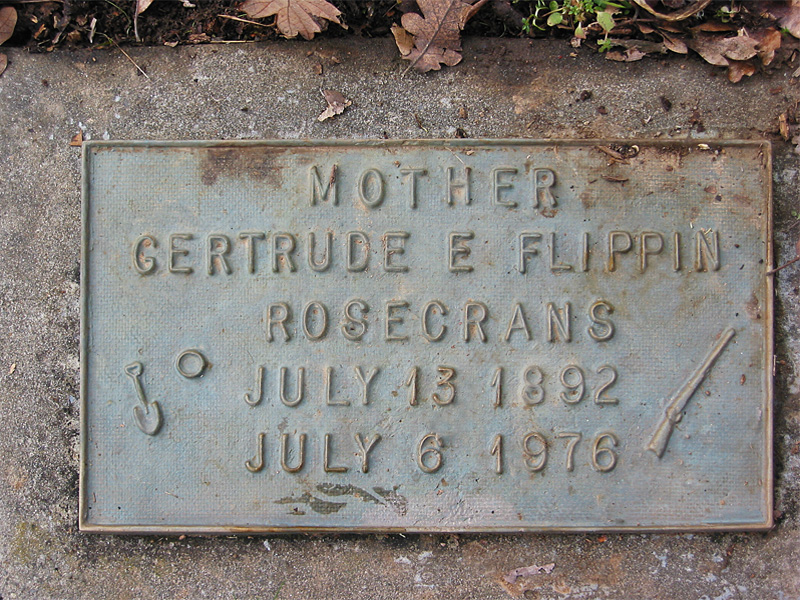 MOTHER
GERTRUDE E FLIPPIN
ROSECRANS
JULY 13 1892
JULY 6 1976